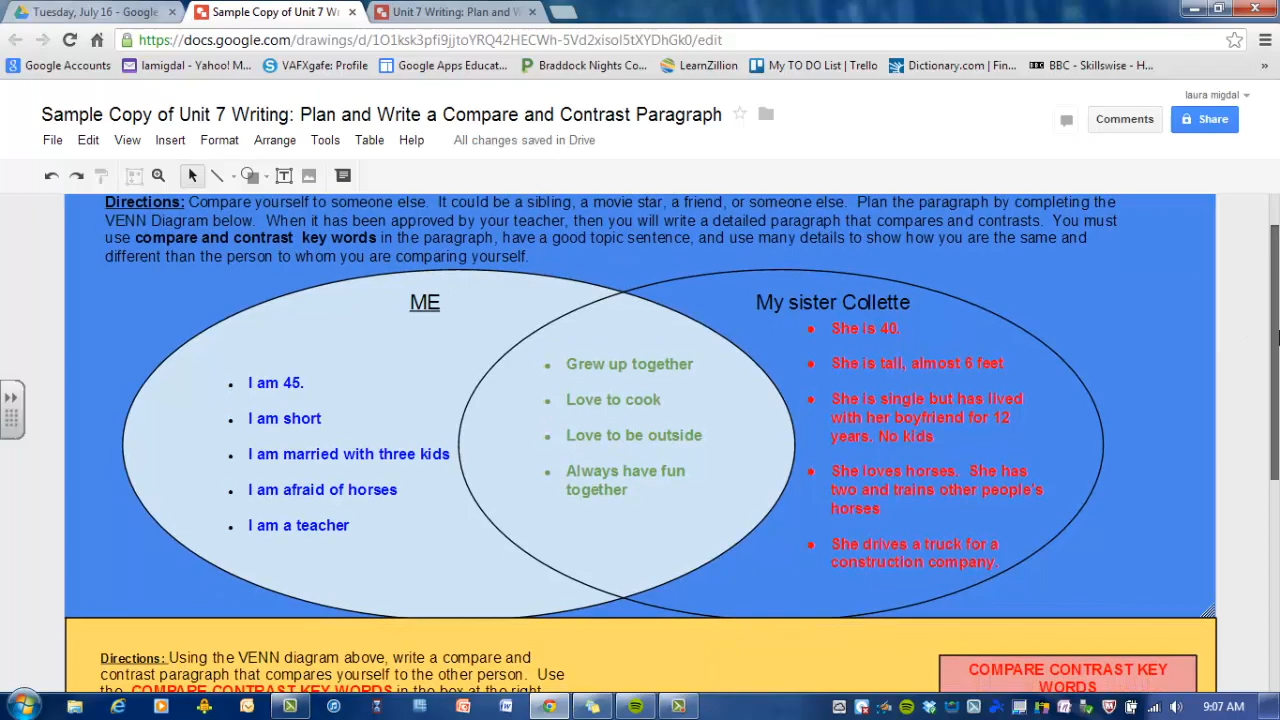 Tuesday, July 16 - Google
Sample Copy of Unit 7 W
Unit 7 Writing: Plan and W
https://docs.google.com/drawings/d/1O1ksk3pfi9jjtoYRQ42HECWh-5Vd2xisol5tXYDhGk0/edit
Google Accounts
lamigdal - Yahoo! M...
VAFXgafe: Profile
Google Apps Educat...
Braddock Nights Co...
LearnZillion
My TO DO List | Trello
Dictionary.com | Fin...
BBC - Skillswise - H...
laura migdal
Sample Copy of Unit 7 Writing: Plan and Write a Compare and Contrast Paragraph
Comments
Share
File Edit View Insert Format Arrange Tools Table Help All changes saved in Drive
Directions: Compare yourself to someone else. It could be a sibling, a movie star, a friend, or someone else. Plan the paragraph by completing the
VENN Diagram below. When it has been approved by your teacher, then you will write a detailed paragraph that compares and contrasts. You must
use compare and contrast key words in the paragraph, have a good topic sentence, and use many details to show how you are the same and
different than the person to whom you are comparing yourself.
ME
I am 45.
I am short
I am married with three kids
I am afraid of horses
I am a teacher
Grew up together
Love to cook
Love to be outside
Always have fun
together
My sister Collette
She is 40.
She is tall, almost 6 feet
She is single but has lived
with her boyfriend for 12
years. No kids
She loves horses. She has
two and trains other people's
horses
She drives a truck for a
construction company.
Directions: Using the VENN diagram above, write a compare and
contrast paragraph that compares yourself to the other person. Use
the COMPARE CONTRAST KEY WORDS in the box at the right
COMPARE CONTRAST KEY
WORDS
9:07 AM